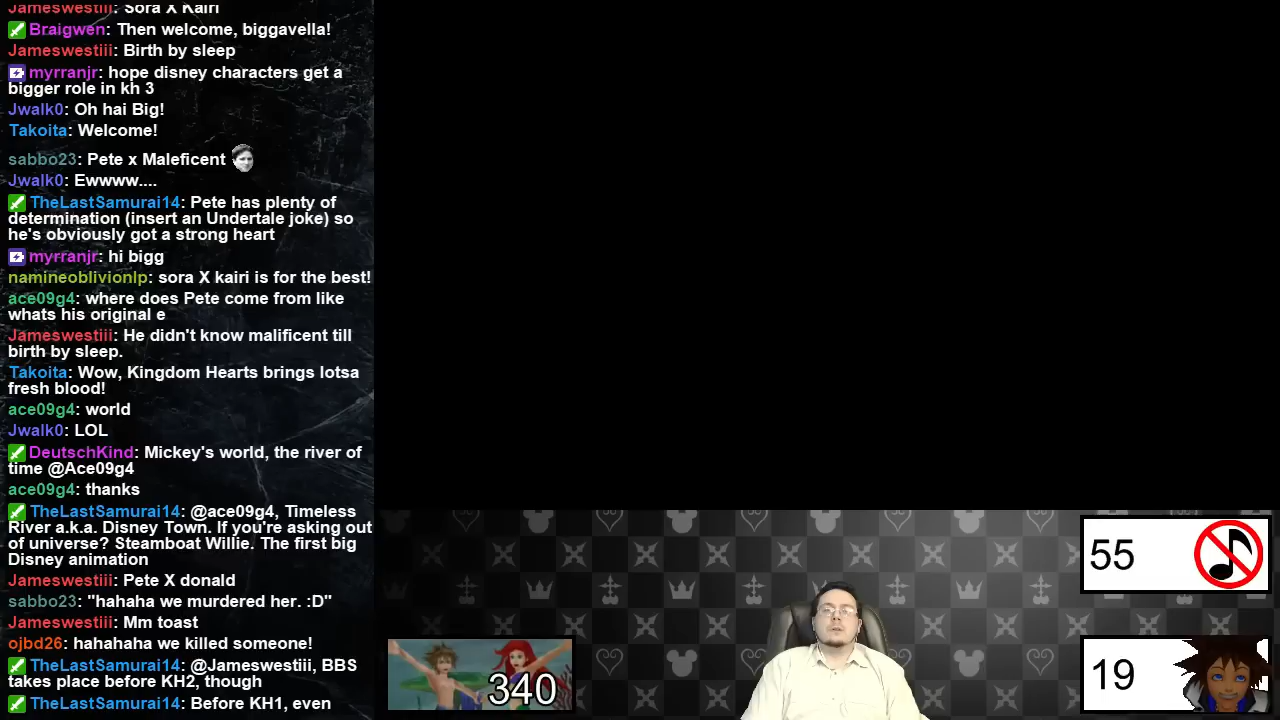 Jameswestiii: Sora X Kairi
Braigwen: Then welcome, biggavella!
Jameswestiii: Birth by sleep
myrranjr: hope disney characters get a
bigger role in kh 3
Jwalk0: Oh hai Big!
Takoita: Welcome!
sabbo23: Pete x Maleficent
Jwalk0: Ewwww....
TheLastSamurai14: Pete has plenty of
determination (insert an Undertale joke) so
he's obviously got a strong heart
myrranjr: hi bigg
namineoblivionlp: sora X kairi is for the best!
ace09g4: where does Pete come from like
whats his original e
Jameswestiii: He didn't know malificent till
birth by sleep.
Takoita: Wow, Kingdom Hearts brings lotsa
fresh blood!
ace09g4: world
Jwalk0: LOL
DeutschKind: Mickey's world, the river of
time @Ace09g4
ace09g4: thanks
TheLastSamurai14: @ace09g4, Timeless
River a.k.a. Disney Town. If you're asking out
of universe? Steamboat Willie. The first big
Disney animation
Jameswestiii: Pete X donald
sabbo23: "hahaha we murdered her. :D"
Jameswestiii: Mm toast
ojbd26: hahahaha we killed someone!
TheLastSamurai14: @Jameswestiii, BBS
takes place before KH2, though
TheLastSamurai14: Before KH1, even
340
55
19